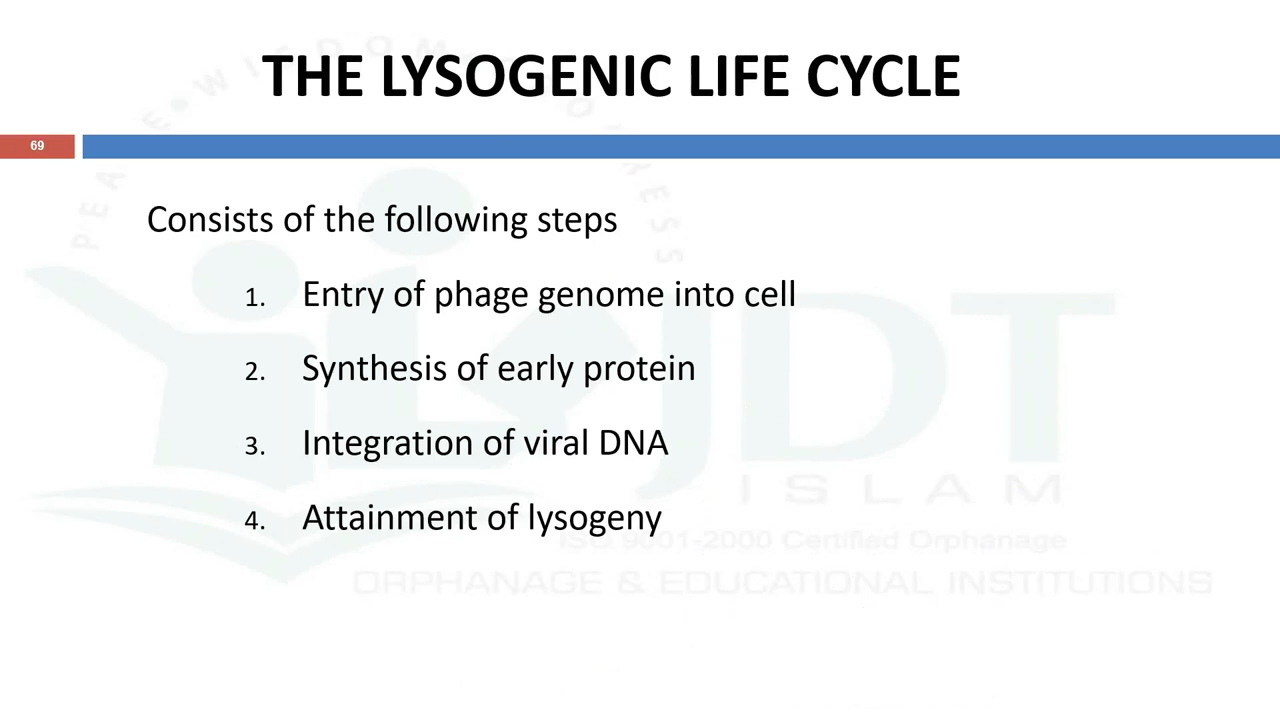 THE LYSOGENIC LIFE CYCLE
69
Consists of the following steps
1. Entry of phage genome into cell
2. Synthesis of early protein
3. Integration of viral DNA
4. Attainment of lysogeny
JDT
ISLAM
ISO 9001-2000 Certified Orphanage
ORPHANAGE & EDUCATIONAL INSTITUTIONS